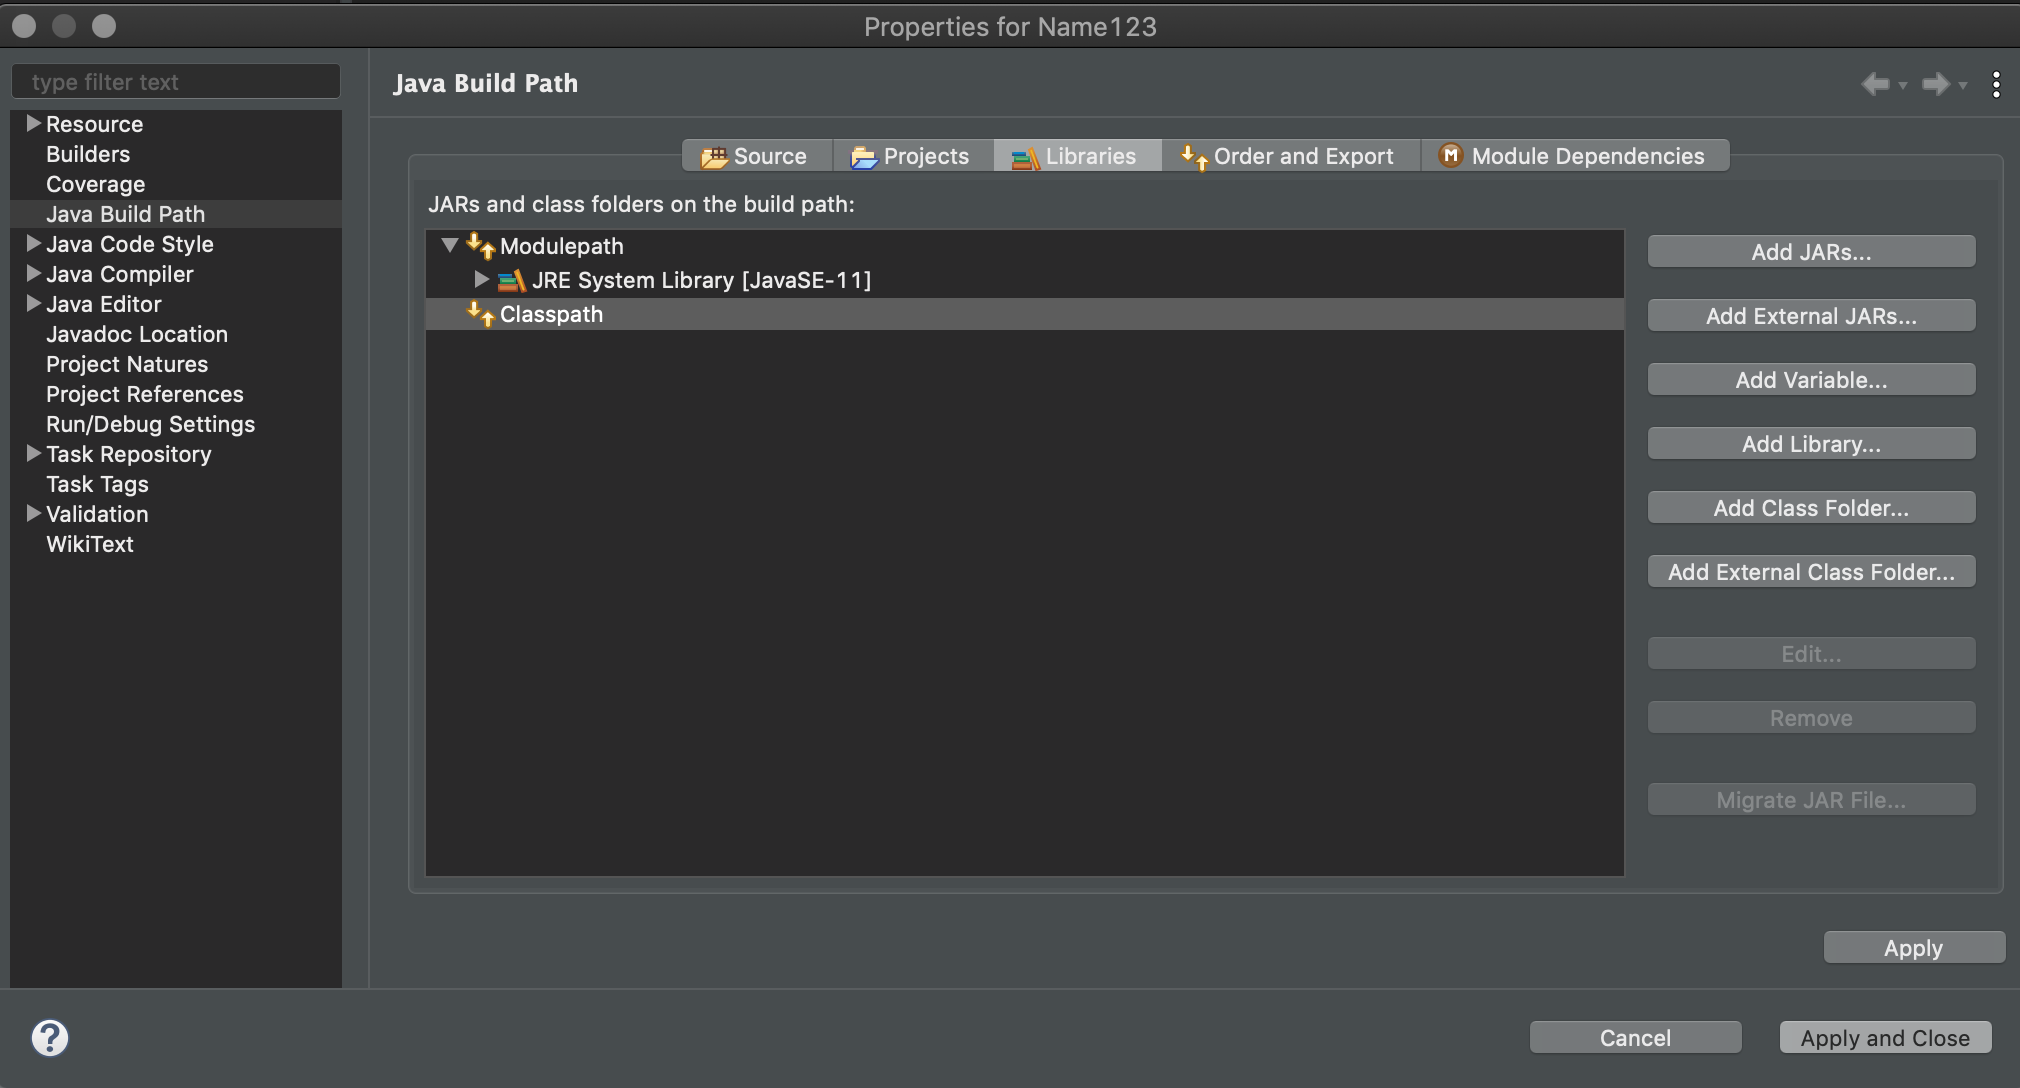 Properties for Name123
type filter text
Resource
Builders
Coverage
Java Build Path
Java Code Style
Java Compiler
Java Editor
Javadoc Location
Project Natures
Project References
Run/Debug Settings
Task Repository
Task Tags
Validation
WikiText
Java Build Path
Source Projects Libraries Order and Export M Module Dependencies
JARs and class folders on the build path:
Modulepath
JRE System Library [JavaSE-11]
Classpath
Add JARs...
Add External JARs...
Add Variable...
Add Library...
Add Class Folder...
Add External Class Folder...
Edit...
Remove
Migrate JAR File...
Apply
?
Cancel Apply and Close